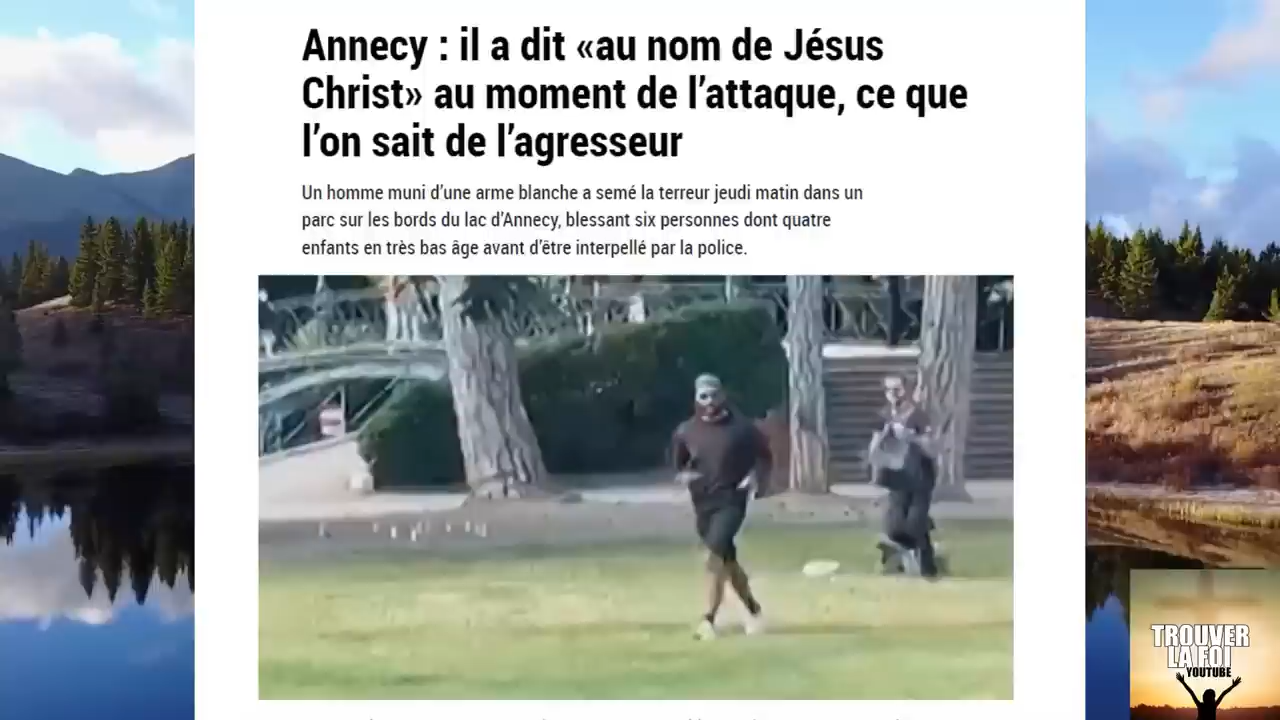 Annecy : il a dit «au nom de Jésus
Christ» au moment de l’attaque, ce que
l’on sait de l’agresseur
Un homme muni d’une arme blanche a semé la terreur jeudi matin dans un
parc sur les bords du lac d’Annecy, blessant six personnes dont quatre
enfants en très bas âge avant d’être interpellé par la police.
TROUVER
LA FOI
YOUTUBE